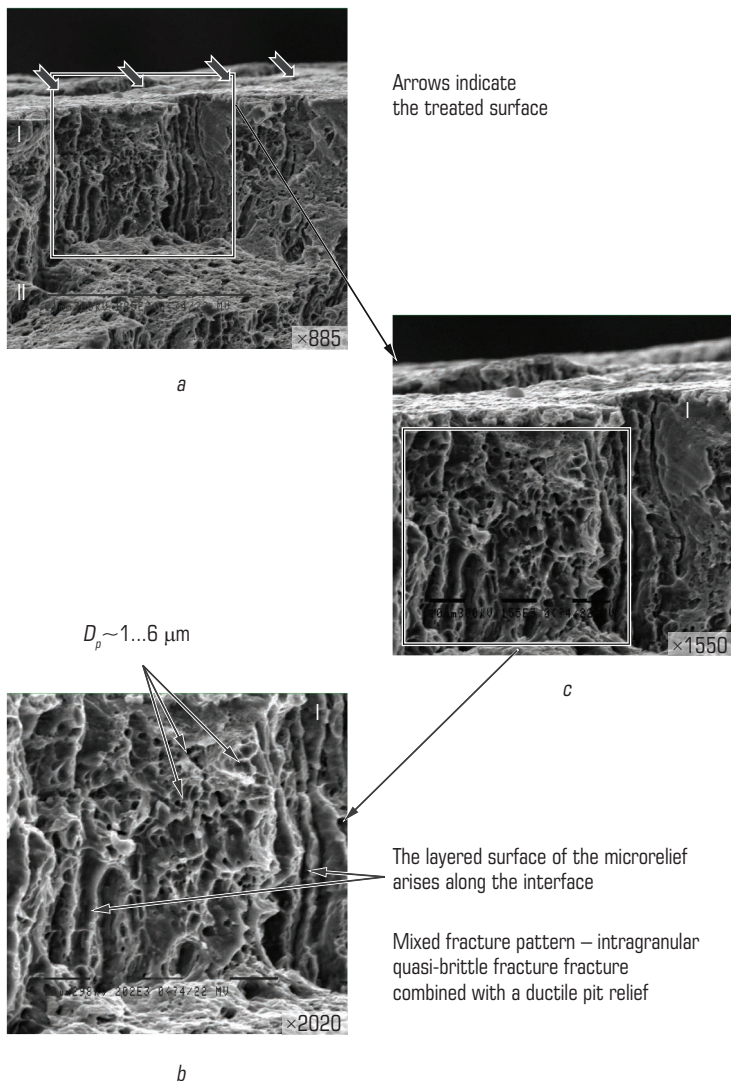 Arrows indicate
the treated surface
I
II
×885
a
I
×1550
c
Dp~1...6 μm
I
The layered surface of the microrelief
arises along the interface
Mixed fracture pattern – intragranular
quasi-brittle fracture fracture
combined with a ductile pit relief
×2020
b